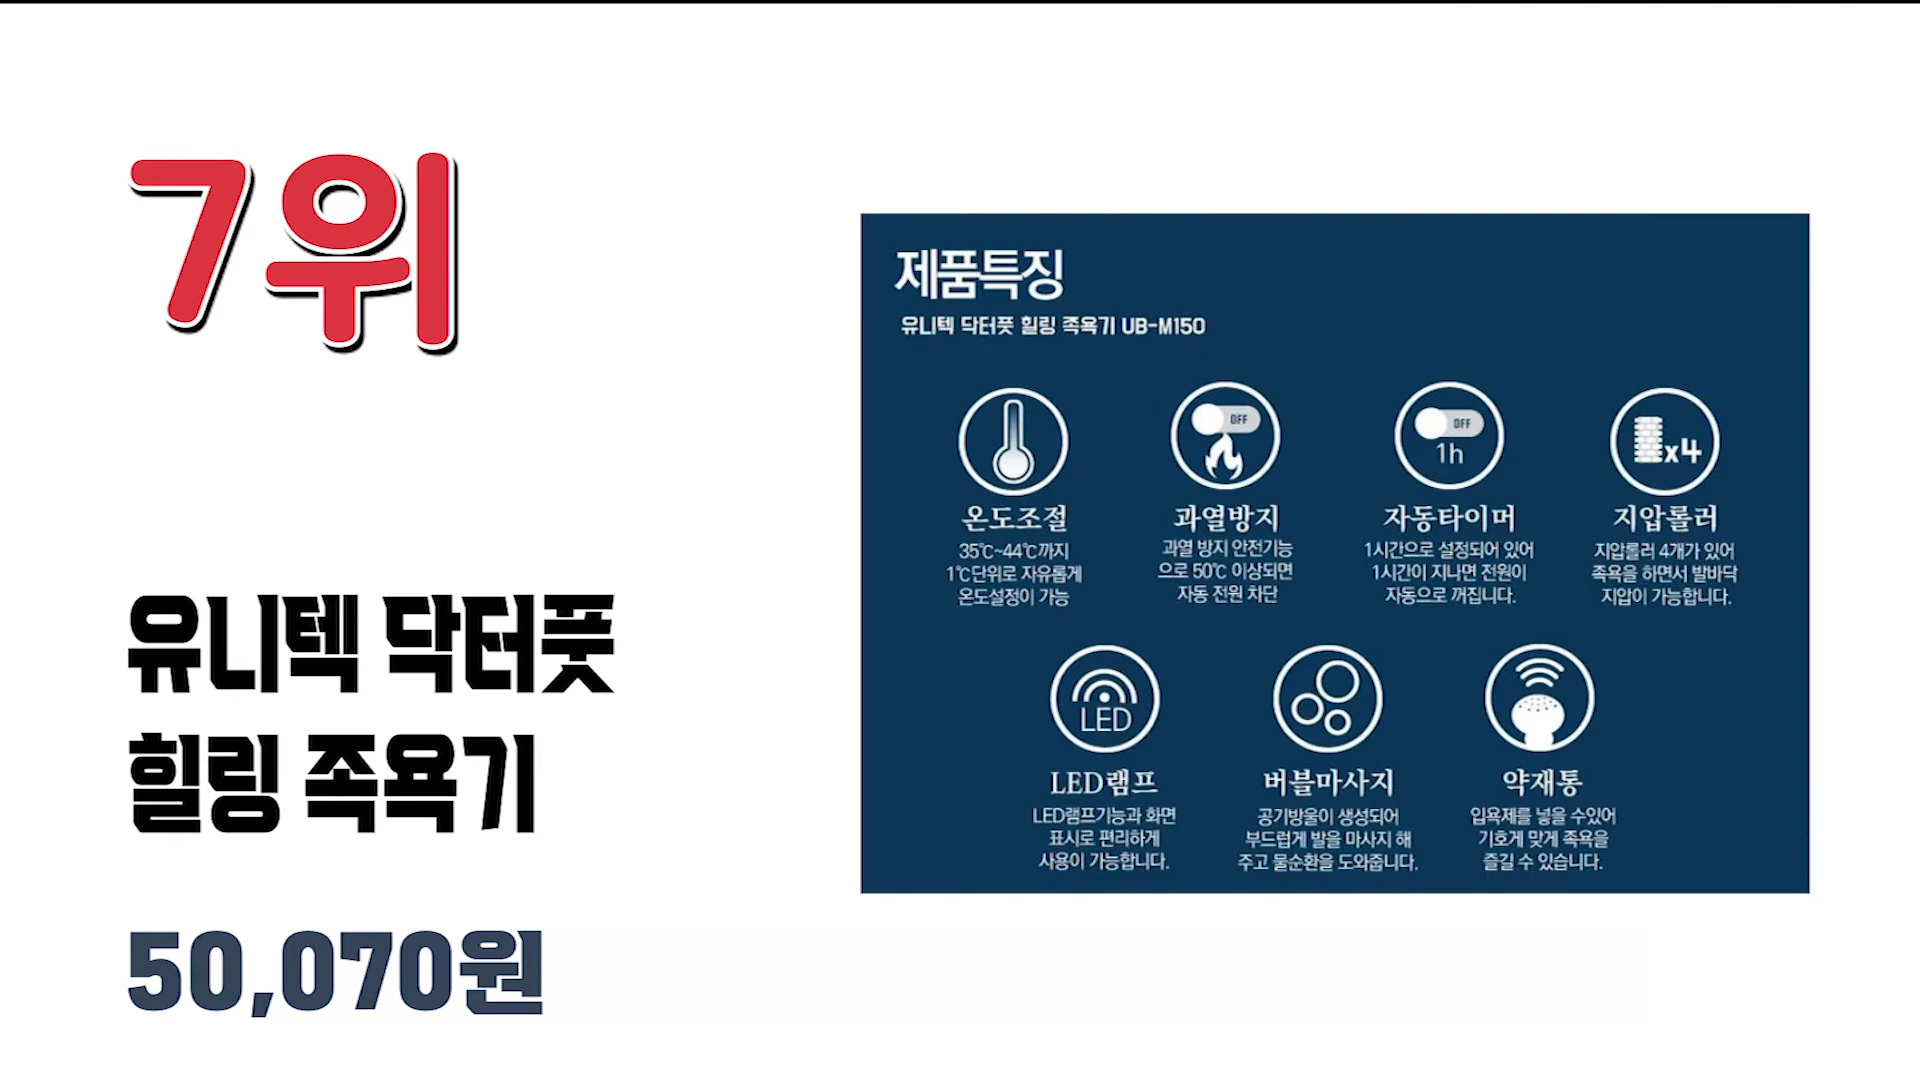 7위
유니텍 닥터풋
힐링 족욕기
50,070원
제품특징
유니텍 닥터풋 힐링 족욕기 UB-M150
OFF
OFF
1h
x4
온도조절
35℃~44℃까지
1℃단위로 자유롭게
온도설정이 가능
과열방지
과열 방지 안전기능
으로 50℃ 이상되면
자동 전원 차단
자동타이머
1시간으로 설정되어 있어
1시간이 지나면 전원이
자동으로 꺼집니다.
지압롤러
지압롤러 4개가 있어
족욕을 하면서 발바닥
지압이 가능합니다.
LED
LED램프
LED램프기능과 화면
표시로 편리하게
사용이 가능합니다.
버블마사지
공기방울이 생성되어
부드럽게 발을 마사지 해
주고 물순환을 도와줍니다.
약재통
입욕제를 넣을 수있어
기호게 맞게 족욕을
즐길 수 있습니다.